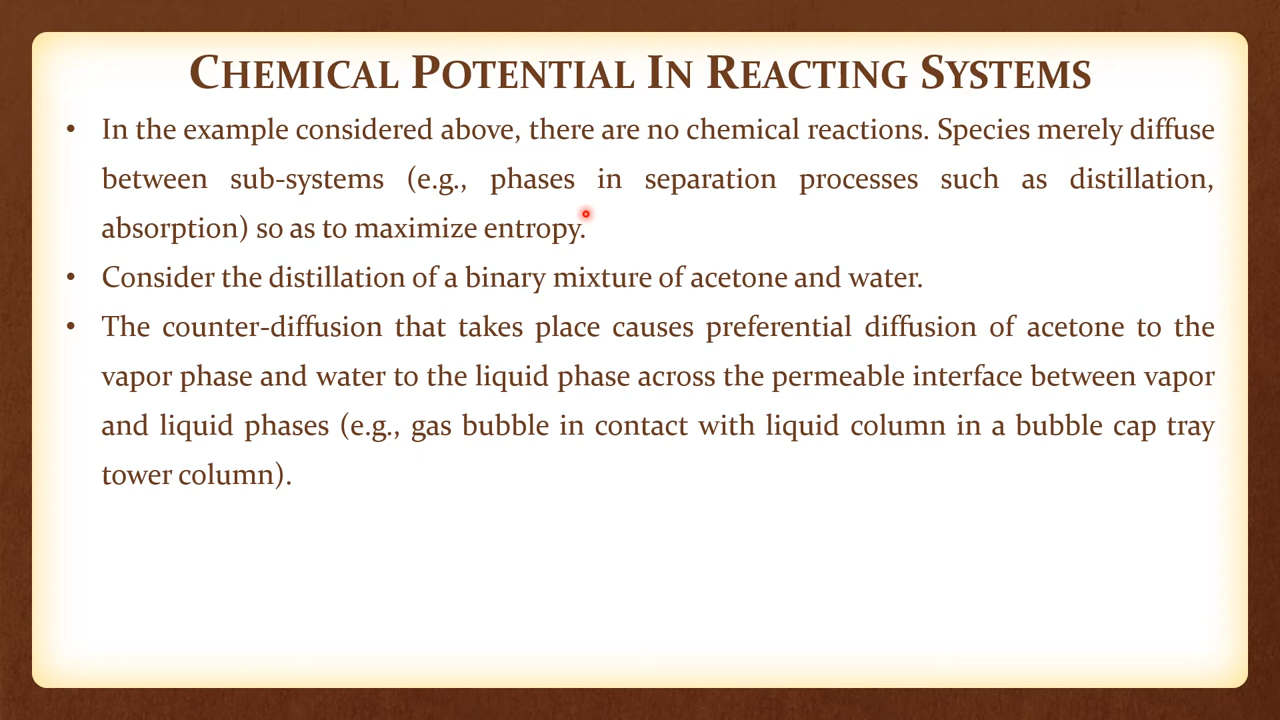 CHEMICAL POTENTIAL IN REACTING SYSTEMS
• In the example considered above, there are no chemical reactions. Species merely diffuse
between sub-systems (e.g., phases in separation processes such as distillation,
absorption) so as to maximize entropy.
• Consider the distillation of a binary mixture of acetone and water.
• The counter-diffusion that takes place causes preferential diffusion of acetone to the
vapor phase and water to the liquid phase across the permeable interface between vapor
and liquid phases (e.g., gas bubble in contact with liquid column in a bubble cap tray
tower column).